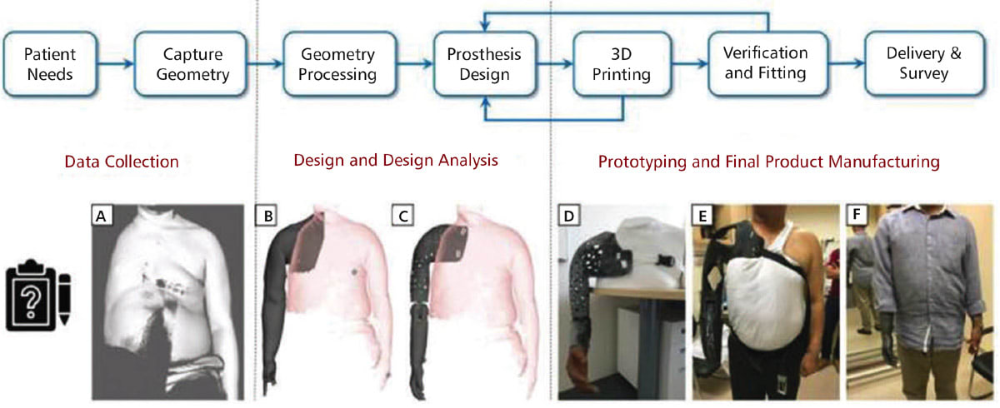 Patient
Needs
Capture
Geometry
Geometry
Processing
Prosthesis
Design
3D
Printing
Verification
and Fitting
Delivery &
Survey
Data Collection
Design and Design Analysis
Prototyping and Final Product Manufacturing
A
B
C
D
E
F
?